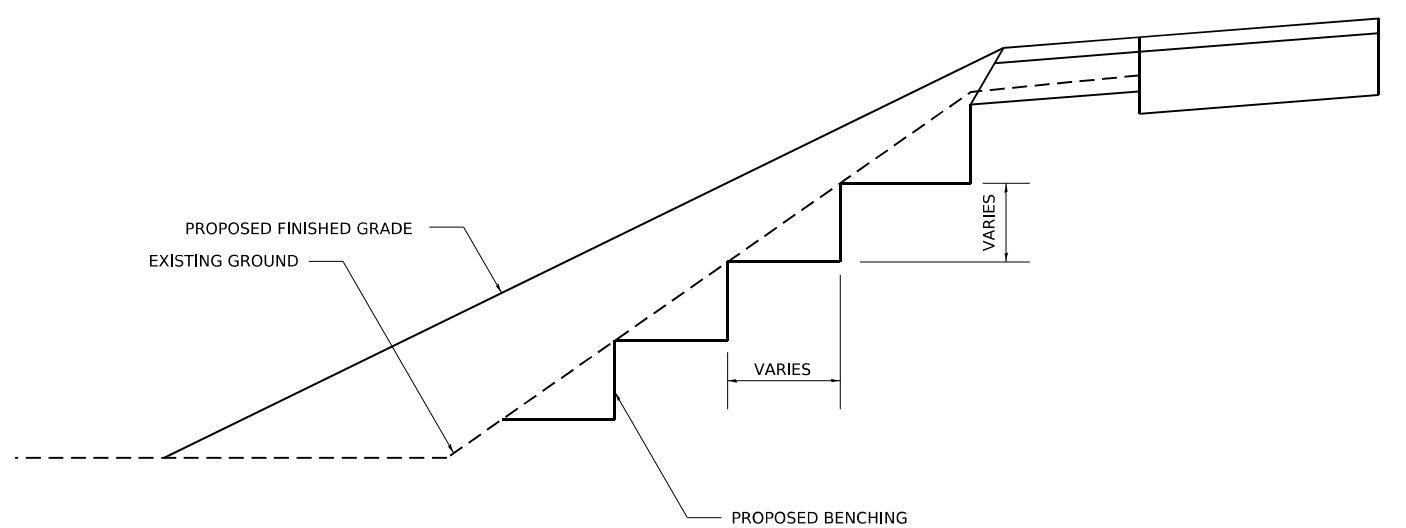 PROPOSED FINISHED GRADE
EXISTING GROUND
VARIES
VARIES
PROPOSED BENCHING